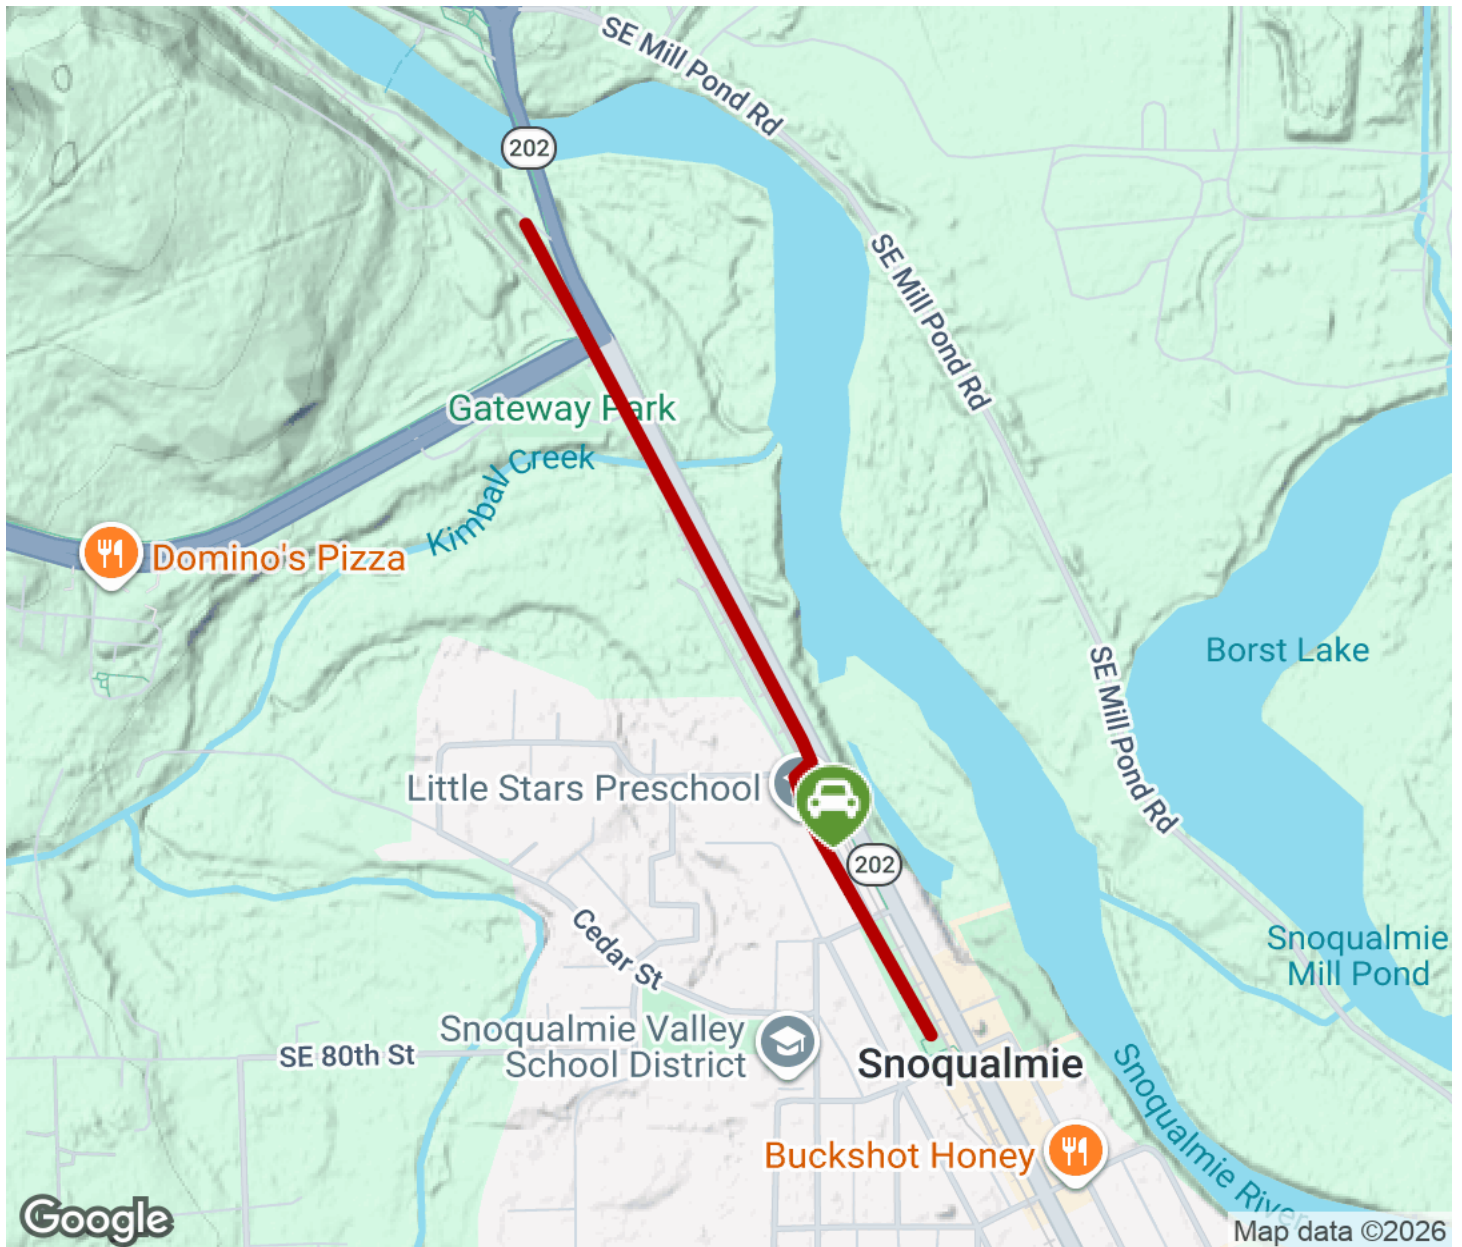 SE Mill Pond Rd
202
SE Mill Pond Rd
Gateway Park
Kimball Creek
Domino's Pizza
Borst Lake
SE Mill Pond Rd
Little Stars Preschool
202
Cedar St
Snoqualmie
Mill Pond
Snoqualmie Valley
School District
SE 80th St
Snoqualmie
Snoqualmie River
Buckshot Honey
Google
Map data ©2026